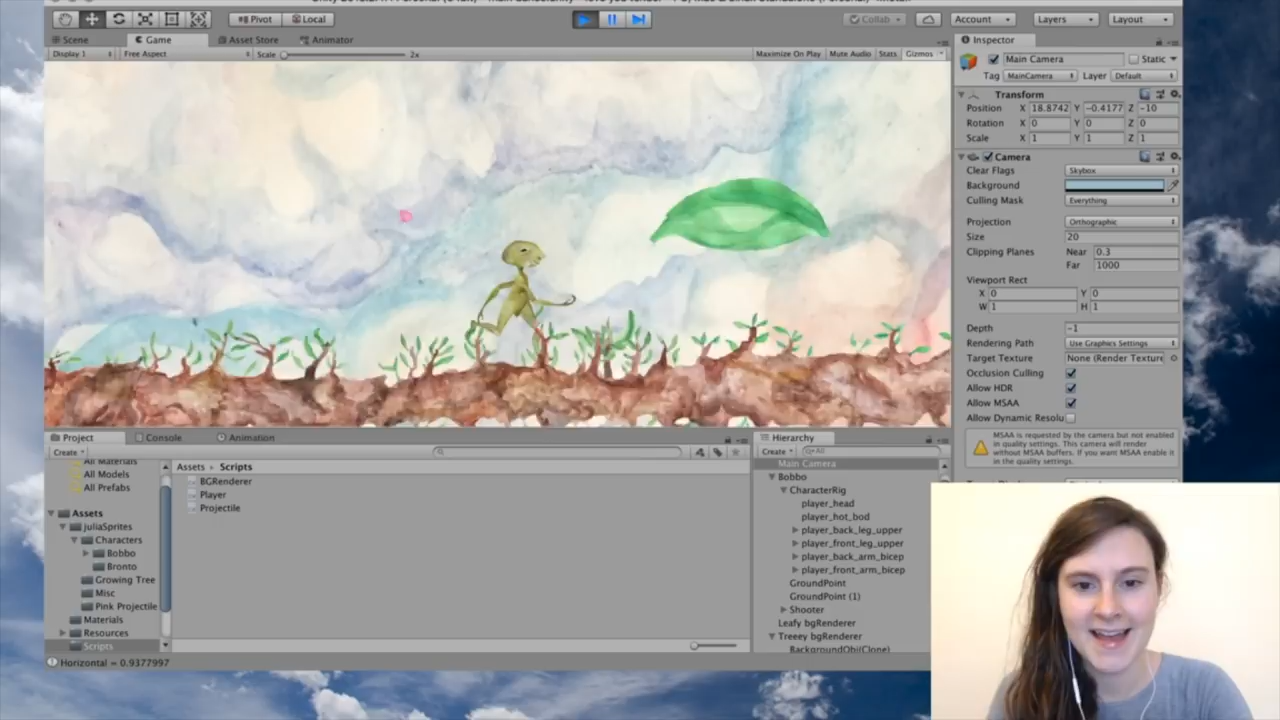 Pivot Local Collab Account Layers Layout
Scene Game Asset Store Animator
Display 1 Free Aspect Scale 2x Maximize On Play Mute Audio Stats Gizmos
Inspector
Main Camera Static
Tag MainCamera Layer Default
Transform
Position X 18.8742 Y -0.4177 Z -10
Rotation X 0 Y 0 Z 0
Scale X 1 Y 1 Z 1
Camera
Clear Flags Skybox
Background
Culling Mask Everything
Projection Orthographic
Size 20
Clipping Planes Near 0.3
Far 1000
Viewport Rect
X 0 Y 0
W 1 H 1
Depth -1
Rendering Path Use Graphics Settings
Target Texture None (Render Texture
Occlusion Culling
Allow HDR
Allow MSAA
Allow Dynamic Resolu
MSAA is requested by the camera but not enabled
in quality settings. This camera will render
without MSAA buffers. If you want MSAA enable it
in the quality settings.
Project Console Animation
Create
All Materials
All Models
All Prefabs
Assets
juliaSprites
Characters
Bobbo
Bronto
Growing Tree
Misc
Pink Projectile
Materials
Resources
Scripts
Assets Scripts
BGRenderer
Player
Projectile
Hierarchy
Create All
Main Camera
Bobbo
CharacterRig
player_head
player_hot_bod
player_back_leg_upper
player_front_leg_upper
player_back_arm_bicep
player_front_arm_bicep
GroundPoint
GroundPoint (1)
Shooter
Leafy bgRenderer
Treeey bgRenderer
BackgroundObj(Clone)
Horizontal = 0.9377997